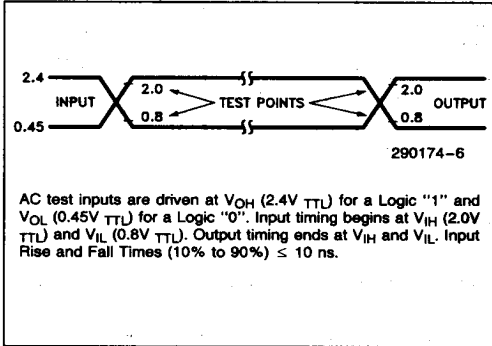 2.4
2.0 2.0
INPUT TEST POINTS OUTPUT
0.8 0.8
0.45
290174-6
AC test inputs are driven at VOH (2.4V TTL) for a Logic "1" and
VOL (0.45V TTL) for a Logic "0". Input timing begins at VIH (2.0V
TTL) and VIL (0.8V TTL). Output timing ends at VIH and VIL. Input
Rise and Fall Times (10% to 90%) ≤ 10 ns.